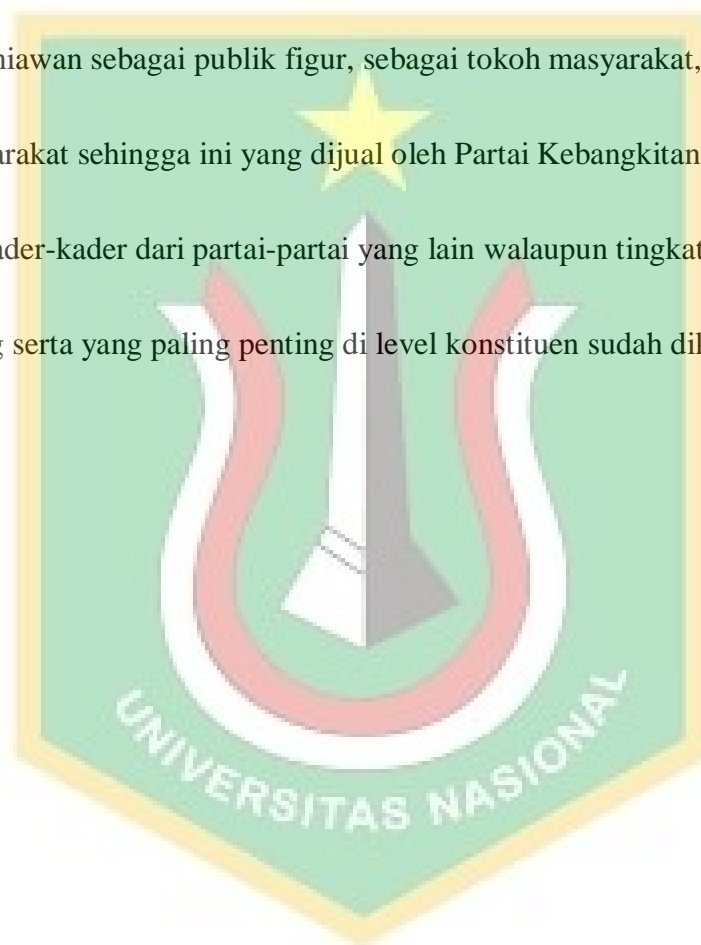 niawan sebagai publik figur, sebagai tokoh masyarakat,
arakat sehingga ini yang dijual oleh Partai Kebangkitan
ader-kader dari partai-partai yang lain walaupun tingkat
g serta yang paling penting di level konstituen sudah dik
UNIVERSITAS NASIONAL